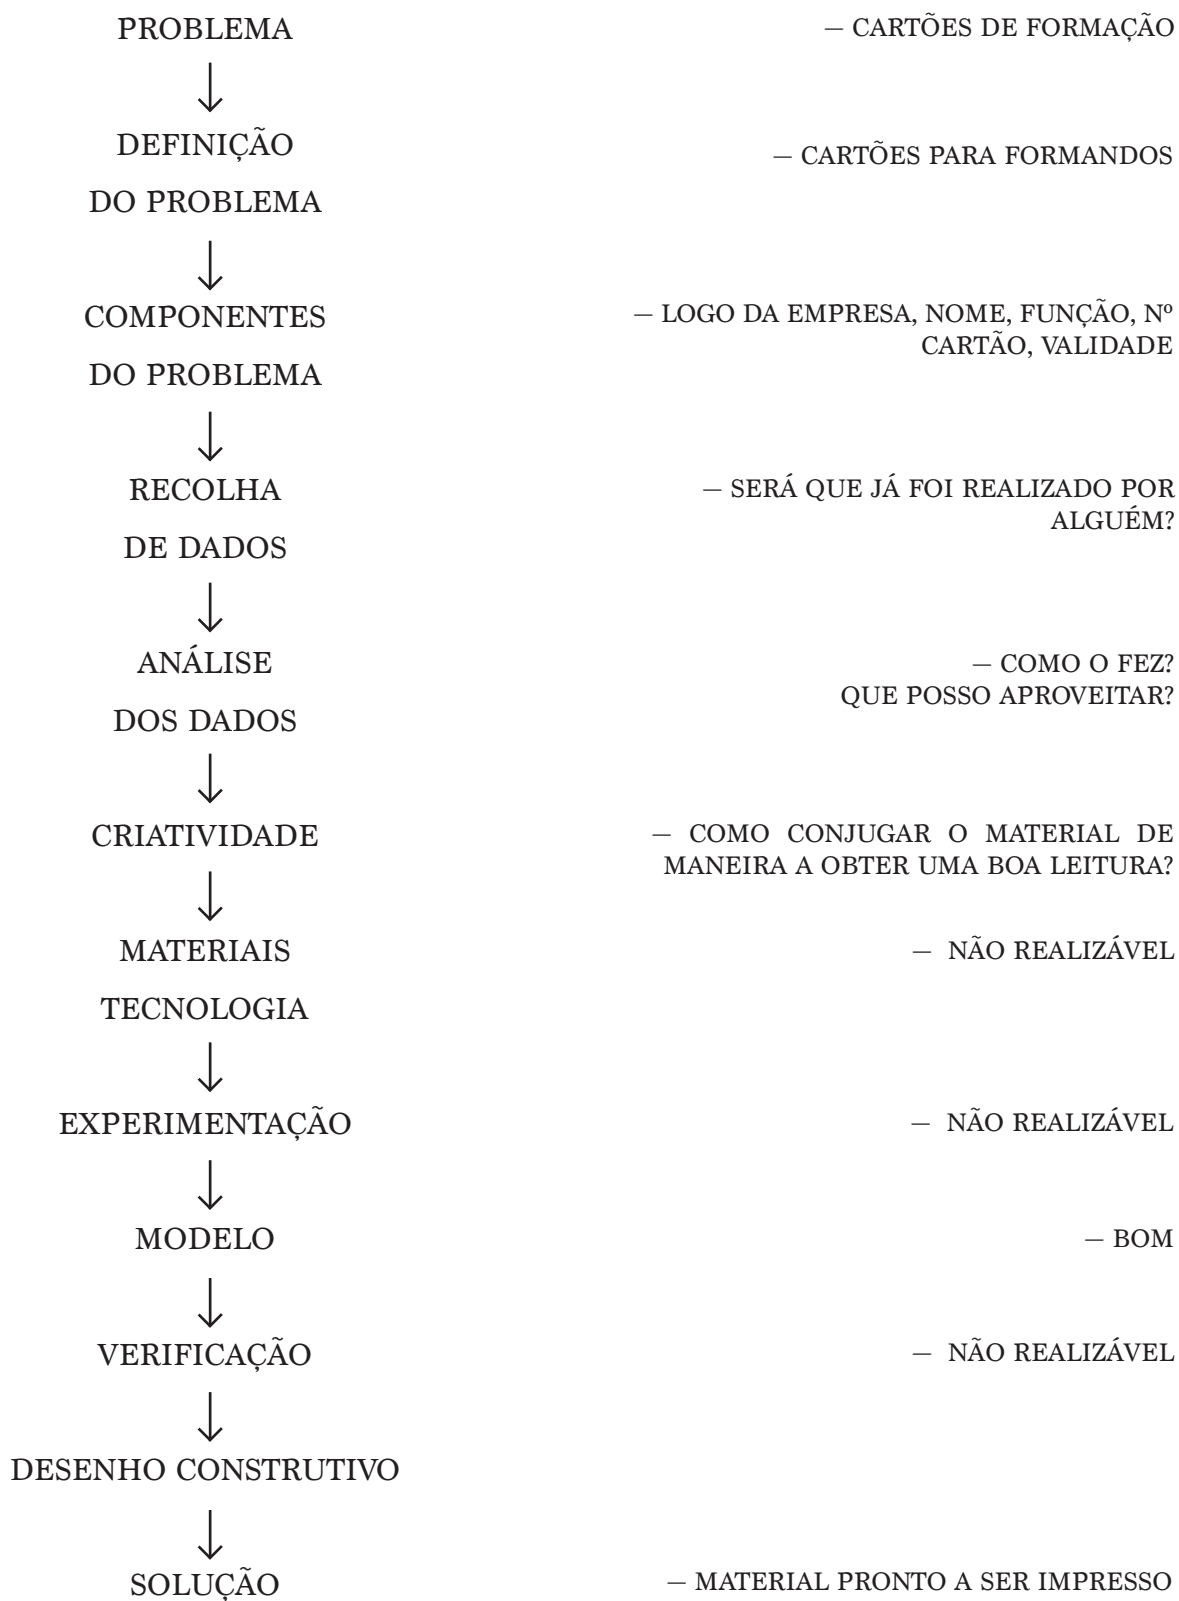 PROBLEMA
— CARTÕES DE FORMAÇÃO
DEFINIÇÃO
DO PROBLEMA
— CARTÕES PARA FORMANDOS
COMPONENTES
DO PROBLEMA
— LOGO DA EMPRESA, NOME, FUNÇÃO, Nº
CARTÃO, VALIDADE
RECOLHA
DE DADOS
— SERÁ QUE JÁ FOI REALIZADO POR
ALGUÉM?
ANÁLISE
DOS DADOS
— COMO O FEZ?
QUE POSSO APROVEITAR?
CRIATIVIDADE
— COMO CONJUGAR O MATERIAL DE
MANEIRA A OBTER UMA BOA LEITURA?
MATERIAIS
TECNOLOGIA
— NÃO REALIZÁVEL
EXPERIMENTAÇÃO
— NÃO REALIZÁVEL
MODELO
— BOM
VERIFICAÇÃO
— NÃO REALIZÁVEL
DESENHO CONSTRUTIVO
SOLUÇÃO
— MATERIAL PRONTO A SER IMPRESSO